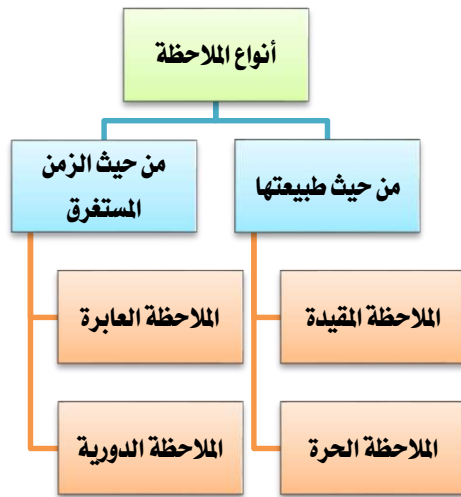 أنواع الملاحظة
من حيث طبيعتها
من حيث الزمن
المستغرق
الملاحظة المقيدة
الملاحظة الحرة
الملاحظة العابرة
الملاحظة الدورية